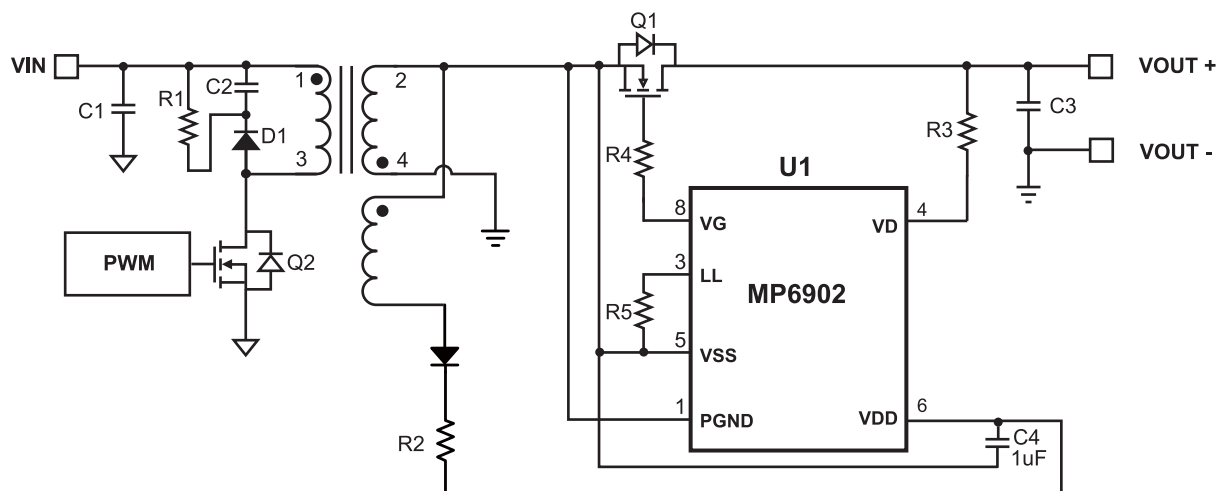 Q1
VIN
VOUT +
C1
R1
C2
1
2
D1
3
4
R3
C3
VOUT -
R4
U1
8
VG
VD
4
PWM
Q2
3
LL
MP6902
R5
5
VSS
1
PGND
VDD
6
R2
C4
1uF